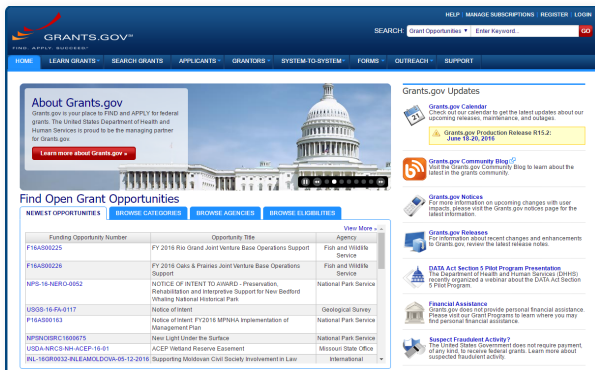 HELP | MANAGE SUBSCRIPTIONS | REGISTER | LOGIN
GRANTS.GOV℠
FIND. APPLY. SUCCEED.℠
SEARCH: Grant Opportunities ▼ Enter Keyword... GO
HOME LEARN GRANTS SEARCH GRANTS APPLICANTS GRANTORS SYSTEM-TO-SYSTEM FORMS OUTREACH SUPPORT
About Grants.gov
Grants.gov is your place to FIND and APPLY for federal
grants. The United States Department of Health and
Human Services is proud to be the managing partner
for Grants.gov.
Learn more about Grants.gov »
Find Open Grant Opportunities
NEWEST OPPORTUNITIES BROWSE CATEGORIES BROWSE AGENCIES BROWSE ELIGIBILITIES
View More »
Funding Opportunity Number Opportunity Title Agency
F16AS00225 FY 2016 Rio Grand Joint Venture Base Operations Support Fish and Wildlife
Service
F16AS00226 FY 2016 Oaks & Prairies Joint Venture Base Operations Fish and Wildlife
Support Service
NPS-16-NERO-0052 NOTICE OF INTENT TO AWARD - Preservation, National Park Service
Rehabilitation and Interpretive Support for New Bedford
Whaling National Historical Park
USGS-16-FA-0117 Notice of Intent Geological Survey
P16AS00163 Notice of Intent FY2016 MPNHA Implementation of National Park Service
Management Plan
NPSNOISRC1600675 New Light Under the Surface National Park Service
USDA-NRCS-NH-ACEP-16-01 ACEP Wetland Reserve Easement Missouri State Office
INL-16GR0032-INLEAMOLDOVA-05-12-2016 Supporting Moldovan Civil Society Involvement in Law International
Grants.gov Updates
21
Grants.gov Calendar
Check out our calendar to get the latest updates about our
upcoming releases, maintenance, and outages.
Grants.gov Production Release R15.2:
June 18-20, 2016
Grants.gov Community Blog
Visit the Grants.gov Community Blog to learn about the
latest in the grants community.
Grants.gov Notices
For more information on upcoming changes with user
impacts, please visit the Grants.gov notices page for the
latest information.
Grants.gov Releases
For information about recent changes and enhancements
to Grants.gov, review the latest release notes.
DATA Act Section 5 Pilot Program Presentation
The Department of Health and Human Services (DHHS)
recently organized a webinar about the DATA Act Section
5 Pilot Program.
Financial Assistance
Grants.gov does not provide personal financial assistance.
Please visit our Grant Programs to learn where you may
find personal financial assistance.
Suspect Fraudulent Activity?
The United States Government does not require payment,
of any kind, to receive federal grants. Learn more about
suspected fraudulent activity.